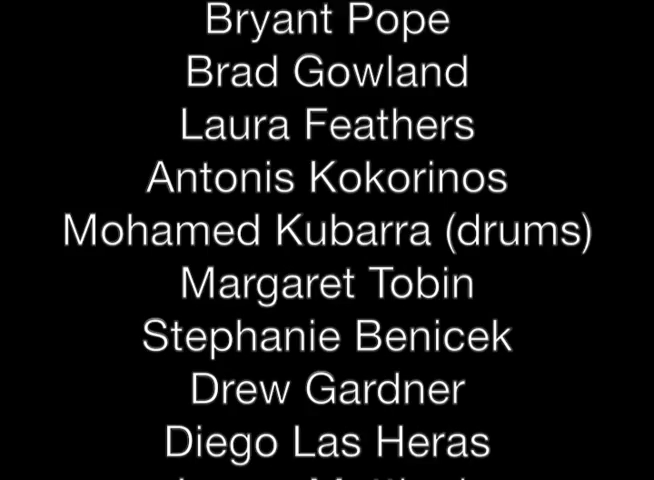 Bryant Pope
Brad Gowland
Laura Feathers
Antonis Kokorinos
Mohamed Kubarra (drums)
Margaret Tobin
Stephanie Benicek
Drew Gardner
Diego Las Heras